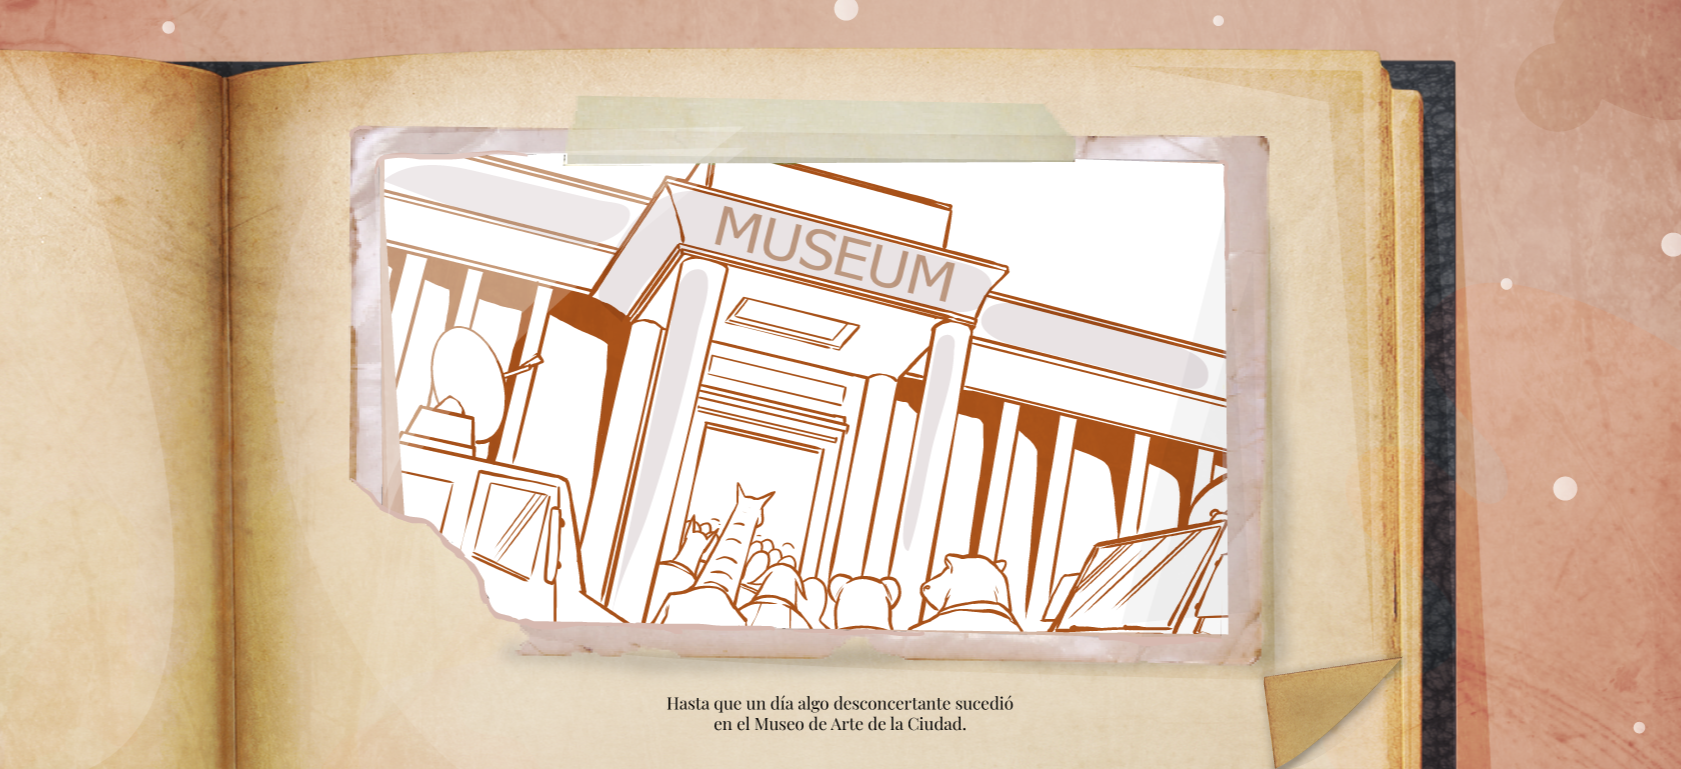 MUSEUM
Hasta que un día algo desconcertante sucedió
en el Museo de Arte de la Ciudad.